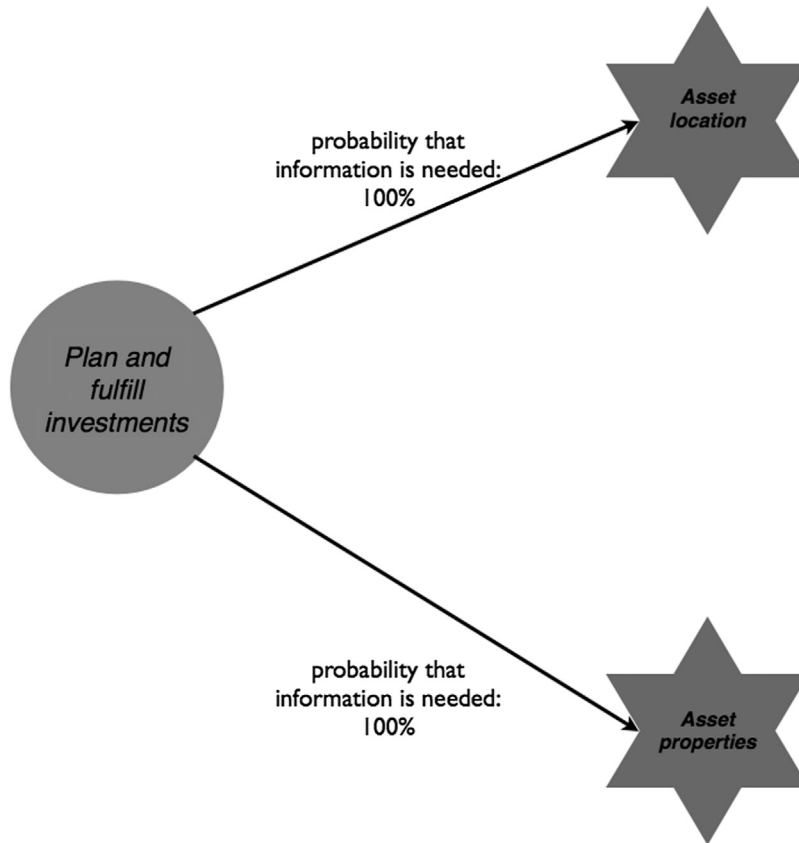 Asset
location
probability that
information is needed:
100%
Plan and
fulfill
investments
probability that
information is needed:
100%
Asset
properties